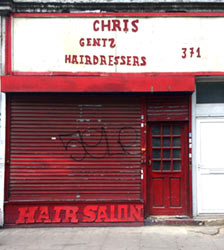 CHRIS
GENTZ
HAIRDRESSERS 371
HAIR SALON